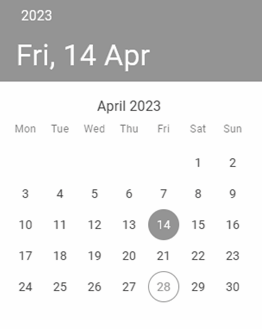 2023
Fri, 14 Apr
April 2023
Mon Tue Wed Thu Fri Sat Sun
1 2
3 4 5 6 7 8 9
10 11 12 13 14 15 16
17 18 19 20 21 22 23
24 25 26 27 28 29 30